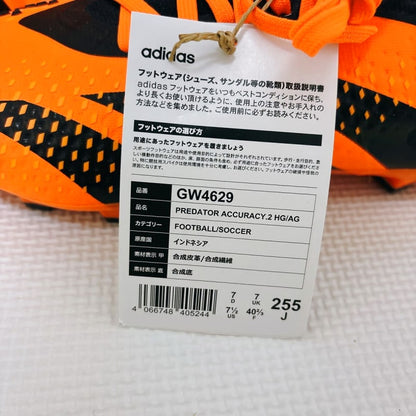 adidas
フットウェア(シューズ、サンダル等の靴類)取扱説明書
adidas フットウェアをいつもベストコンディションに保ち、
より長くお使い頂けるように、使用上の注意やお手入れの
方法などを集めました。ご使用前に必ずお読みください。
フットウェアの選び方
用途にあったフットウェアを履きましょう
品番 GW4629
品名 PREDATOR ACCURACY.2 HG/AG
カテゴリー FOOTBALL/SOCCER
原産国 インドネシア
素材表示 甲 合成皮革/合成繊維
素材表示 底 合成底
4 066748 405244
7 D
7 UK
7½ US
40⅔ F
255 J